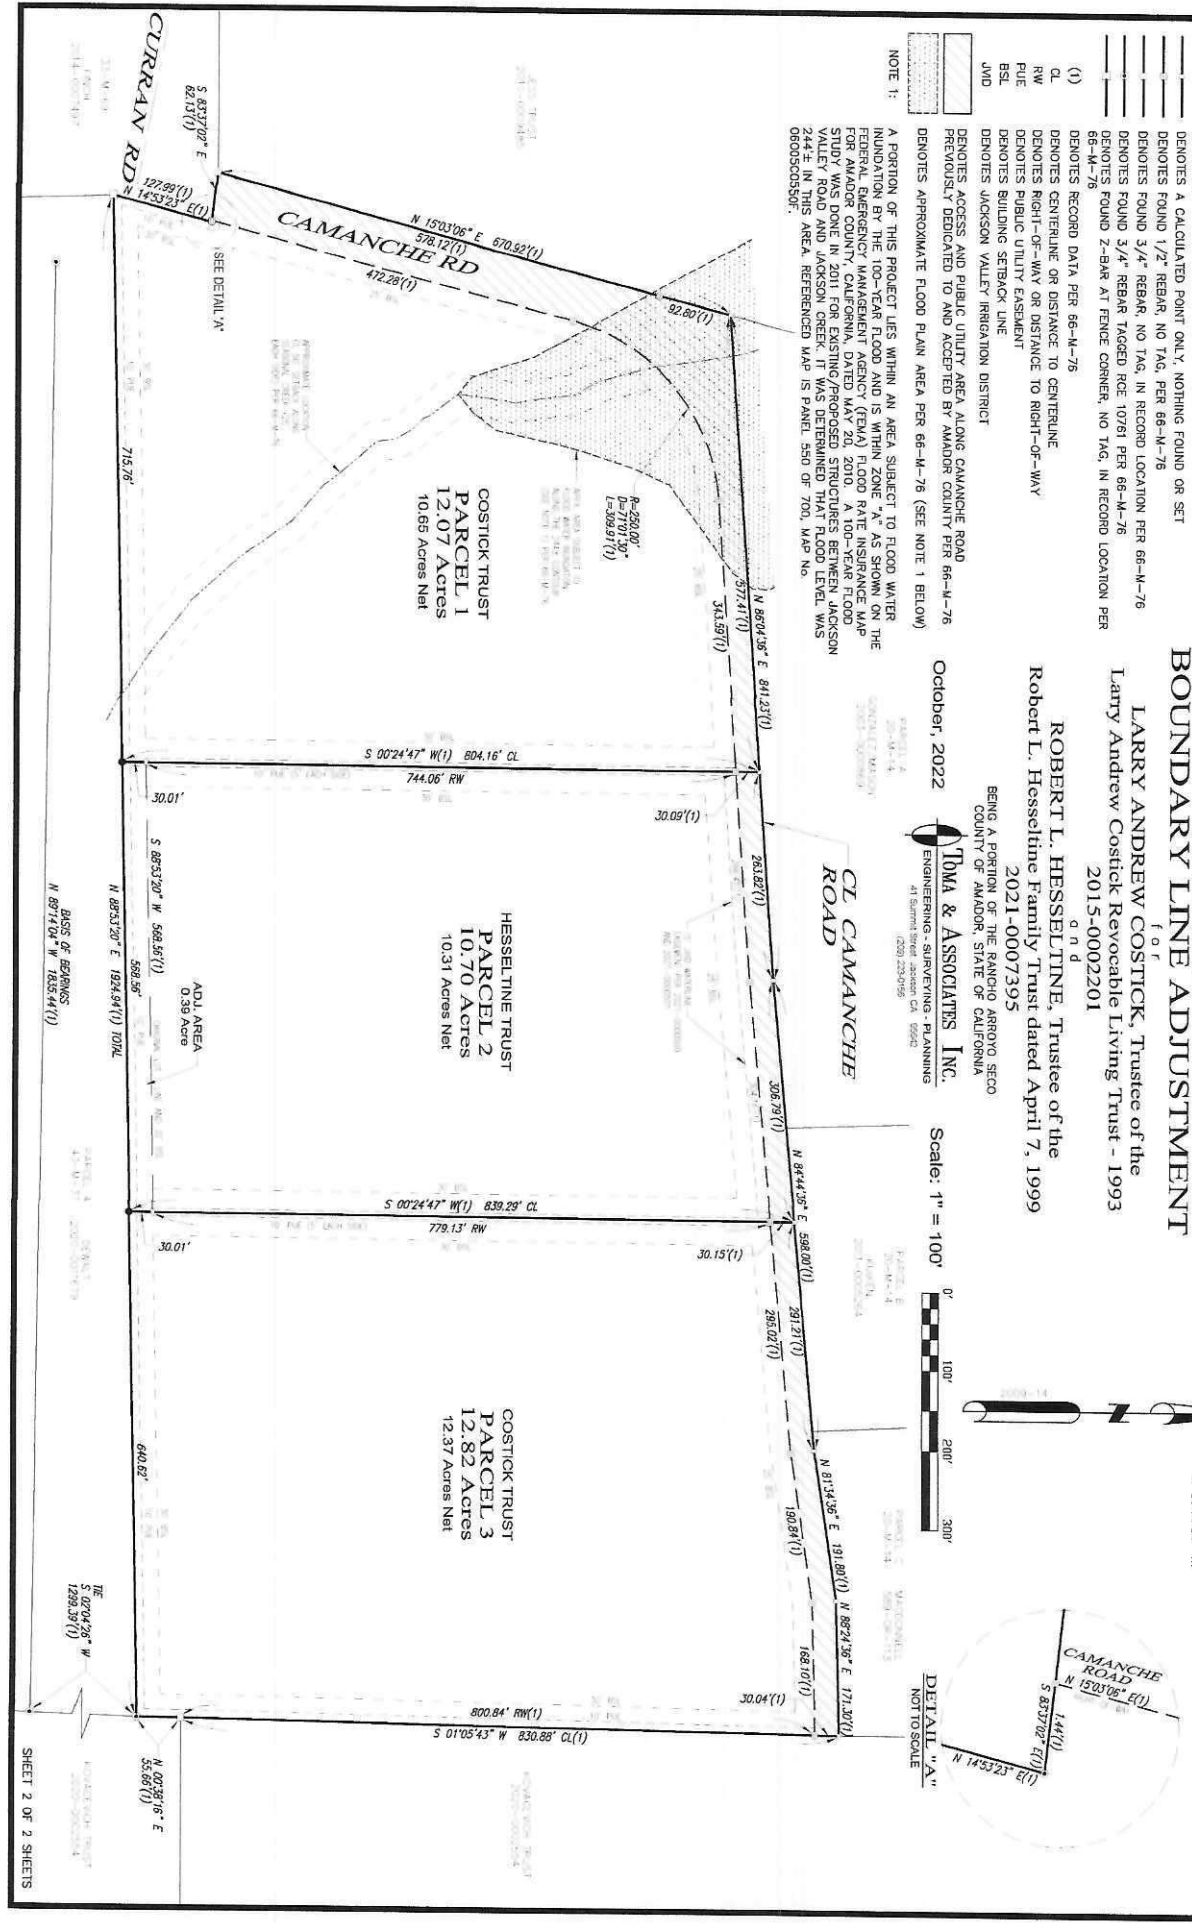 BOUNDARY LINE ADJUSTMENT
for
LARRY ANDREW COSTICK, Trustee of the
Larry Andrew Costick Revocable Living Trust - 1993
2015-0002201
and
ROBERT L. HESSELTINE, Trustee of the
Robert L. Hesseltine Family Trust dated April 7, 1999
2021-0007395
BEING A PORTION OF THE RANCHO ARROYO SECO
COUNTY OF AMADOR, STATE OF CALIFORNIA
TOMA & ASSOCIATES INC.
ENGINEERING - SURVEYING - PLANNING
41 Summit Street Jackson CA 95642
(209) 223-0156
October, 2022
Scale: 1" = 100'
0'
100'
200'
300'
2009-14
DENOTES A CALCULATED POINT ONLY, NOTHING FOUND OR SET
DENOTES FOUND 1/2" REBAR, NO TAG, PER 66-M-76
DENOTES FOUND 3/4" REBAR, NO TAG, IN RECORD LOCATION PER 66-M-76
DENOTES FOUND 3/4" REBAR TAGGED RCE 10761 PER 66-M-76
DENOTES FOUND 2-BAR AT FENCE CORNER, NO TAG, IN RECORD LOCATION PER
66-M-76
(1) DENOTES RECORD DATA PER 66-M-76
CL DENOTES CENTERLINE OR DISTANCE TO CENTERLINE
RW DENOTES RIGHT-OF-WAY OR DISTANCE TO RIGHT-OF-WAY
PUE DENOTES PUBLIC UTILITY EASEMENT
BSL DENOTES BUILDING SETBACK LINE
JVID DENOTES JACKSON VALLEY IRRIGATION DISTRICT
DENOTES ACCESS AND PUBLIC UTILITY AREA ALONG CAMANCHE ROAD
PREVIOUSLY DEDICATED TO AND ACCEPTED BY AMADOR COUNTY PER 66-M-76
DENOTES APPROXIMATE FLOOD PLAIN AREA PER 66-M-76 (SEE NOTE 1 BELOW)
NOTE 1: A PORTION OF THIS PROJECT LIES WITHIN AN AREA SUBJECT TO FLOOD WATER
INUNDATION BY THE 100-YEAR FLOOD AND IS WITHIN ZONE "A" AS SHOWN ON THE
FEDERAL EMERGENCY MANAGEMENT AGENCY (FEMA) FLOOD RATE INSURANCE MAP
FOR AMADOR COUNTY, CALIFORNIA, DATED MAY 20, 2010. A 100-YEAR FLOOD
STUDY WAS DONE IN 2011 FOR EXISTING/PROPOSED STRUCTURES BETWEEN JACKSON
VALLEY ROAD AND JACKSON CREEK. IT WAS DETERMINED THAT FLOOD LEVEL WAS
244'± IN THIS AREA. REFERENCED MAP IS PANEL 550 OF 700, MAP No.
06005C0550F.
CAMANCHE
ROAD
N 15°03'06" E(1)
1.44'(1)
S 83°37'02" E(1)
N 14°53'23" E(1)
DETAIL "A"
NOT TO SCALE
CURRAN RD
S 83°37'02" E
62.13'(1)
127.99'(1)
N 14°53'23" E(1)
SEE DETAIL "A"
N 15°03'06" E 670.92'(1)
578.12'(1)
CAMANCHE RD
472.26'(1)
92.80'(1)
R=250.00'
D=71°01'30"
L=309.91'(1)
N 86°04'36" E 841.23'(1)
577.41'(1)
343.59'(1)
263.82'(1)
CL CAMANCHE
ROAD
306.79'(1)
N 84°44'36" E 598.00'(1)
291.21'(1)
295.02'(1)
N 81°34'36" E 191.80'(1)
190.84'(1)
N 88°24'36" E 171.30'(1)
168.10'(1)
COSTICK TRUST
PARCEL 1
12.07 Acres
10.65 Acres Net
S 00°24'47" W(1) 804.16' CL
744.06' RW
30.01'
30.09'(1)
HESSELTINE TRUST
PARCEL 2
10.70 Acres
10.31 Acres Net
S 00°24'47" W(1) 839.29' CL
779.13' RW
30.01'
30.15'(1)
COSTICK TRUST
PARCEL 3
12.82 Acres
12.37 Acres Net
30.04'(1)
800.84' RW(1)
S 01°05'43" W 830.88' CL(1)
N 00°38'16" E
55.66'(1)
ADJ. AREA
0.39 Acre
S 88°53'20" W 568.56'(1)
715.76'
568.56'
640.62'
N 88°53'20" E 1924.94'(1) TOTAL
BASIS OF BEARINGS
N 89°14'04" W 1835.44'(1)
TIE
S 02°04'26" W
1299.39'(1)
SHEET 2 OF 2 SHEETS